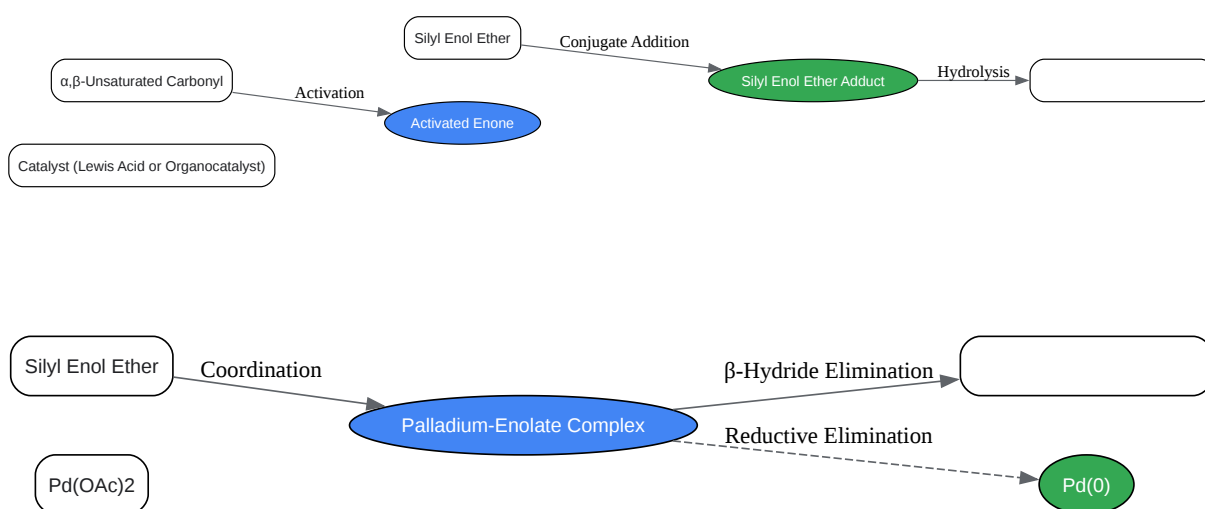 Silyl Enol Ether
Conjugate Addition
α,β-Unsaturated Carbonyl
Silyl Enol Ether Adduct
Hydrolysis
Activation
Activated Enone
Catalyst (Lewis Acid or Organocatalyst)
Silyl Enol Ether
Coordination
β-Hydride Elimination
Palladium-Enolate Complex
Reductive Elimination
Pd(OAc)2
Pd(0)